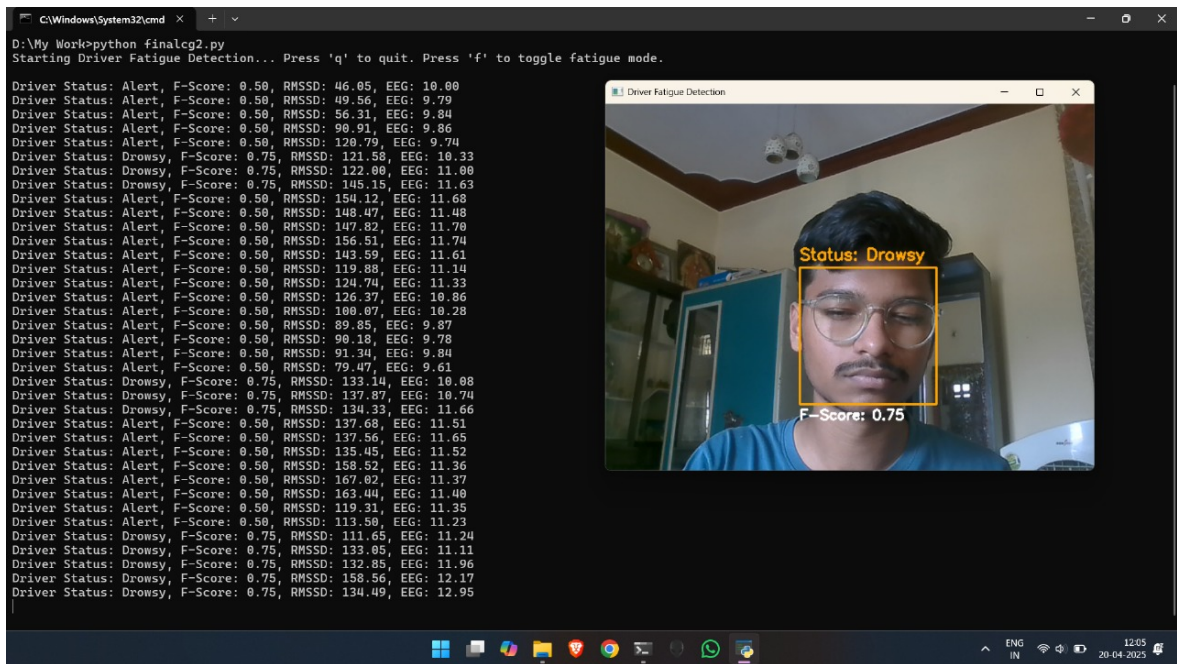 C:\Windows\System32\cmd
D:\My Work>python finalcg2.py
Starting Driver Fatigue Detection... Press 'q' to quit. Press 'f' to toggle fatigue mode.
Driver Status: Alert, F-Score: 0.50, RMSSD: 46.05, EEG: 10.00
Driver Status: Alert, F-Score: 0.50, RMSSD: 49.56, EEG: 9.79
Driver Status: Alert, F-Score: 0.50, RMSSD: 56.31, EEG: 9.84
Driver Status: Alert, F-Score: 0.50, RMSSD: 90.91, EEG: 9.86
Driver Status: Alert, F-Score: 0.50, RMSSD: 120.79, EEG: 9.74
Driver Status: Drowsy, F-Score: 0.75, RMSSD: 121.58, EEG: 10.33
Driver Status: Drowsy, F-Score: 0.75, RMSSD: 122.00, EEG: 11.00
Driver Status: Drowsy, F-Score: 0.75, RMSSD: 145.15, EEG: 11.63
Driver Status: Alert, F-Score: 0.50, RMSSD: 154.12, EEG: 11.68
Driver Status: Alert, F-Score: 0.50, RMSSD: 148.47, EEG: 11.48
Driver Status: Alert, F-Score: 0.50, RMSSD: 147.82, EEG: 11.70
Driver Status: Alert, F-Score: 0.50, RMSSD: 156.51, EEG: 11.74
Driver Status: Alert, F-Score: 0.50, RMSSD: 143.59, EEG: 11.61
Driver Status: Alert, F-Score: 0.50, RMSSD: 119.88, EEG: 11.14
Driver Status: Alert, F-Score: 0.50, RMSSD: 124.74, EEG: 11.33
Driver Status: Alert, F-Score: 0.50, RMSSD: 126.37, EEG: 10.86
Driver Status: Alert, F-Score: 0.50, RMSSD: 100.07, EEG: 10.28
Driver Status: Alert, F-Score: 0.50, RMSSD: 89.85, EEG: 9.87
Driver Status: Alert, F-Score: 0.50, RMSSD: 90.18, EEG: 9.78
Driver Status: Alert, F-Score: 0.50, RMSSD: 91.34, EEG: 9.84
Driver Status: Alert, F-Score: 0.50, RMSSD: 79.47, EEG: 9.61
Driver Status: Drowsy, F-Score: 0.75, RMSSD: 133.14, EEG: 10.08
Driver Status: Drowsy, F-Score: 0.75, RMSSD: 137.87, EEG: 10.74
Driver Status: Drowsy, F-Score: 0.75, RMSSD: 134.33, EEG: 11.66
Driver Status: Alert, F-Score: 0.50, RMSSD: 137.68, EEG: 11.51
Driver Status: Alert, F-Score: 0.50, RMSSD: 137.56, EEG: 11.65
Driver Status: Alert, F-Score: 0.50, RMSSD: 135.45, EEG: 11.52
Driver Status: Alert, F-Score: 0.50, RMSSD: 158.52, EEG: 11.36
Driver Status: Alert, F-Score: 0.50, RMSSD: 167.02, EEG: 11.37
Driver Status: Alert, F-Score: 0.50, RMSSD: 163.44, EEG: 11.40
Driver Status: Alert, F-Score: 0.50, RMSSD: 119.31, EEG: 11.35
Driver Status: Alert, F-Score: 0.50, RMSSD: 113.50, EEG: 11.23
Driver Status: Drowsy, F-Score: 0.75, RMSSD: 111.65, EEG: 11.24
Driver Status: Drowsy, F-Score: 0.75, RMSSD: 133.05, EEG: 11.11
Driver Status: Drowsy, F-Score: 0.75, RMSSD: 132.85, EEG: 11.96
Driver Status: Drowsy, F-Score: 0.75, RMSSD: 158.56, EEG: 12.17
Driver Status: Drowsy, F-Score: 0.75, RMSSD: 134.49, EEG: 12.95
Driver Fatigue Detection
Status: Drowsy
F-Score: 0.75
ENG
IN
12:05
20-04-2025